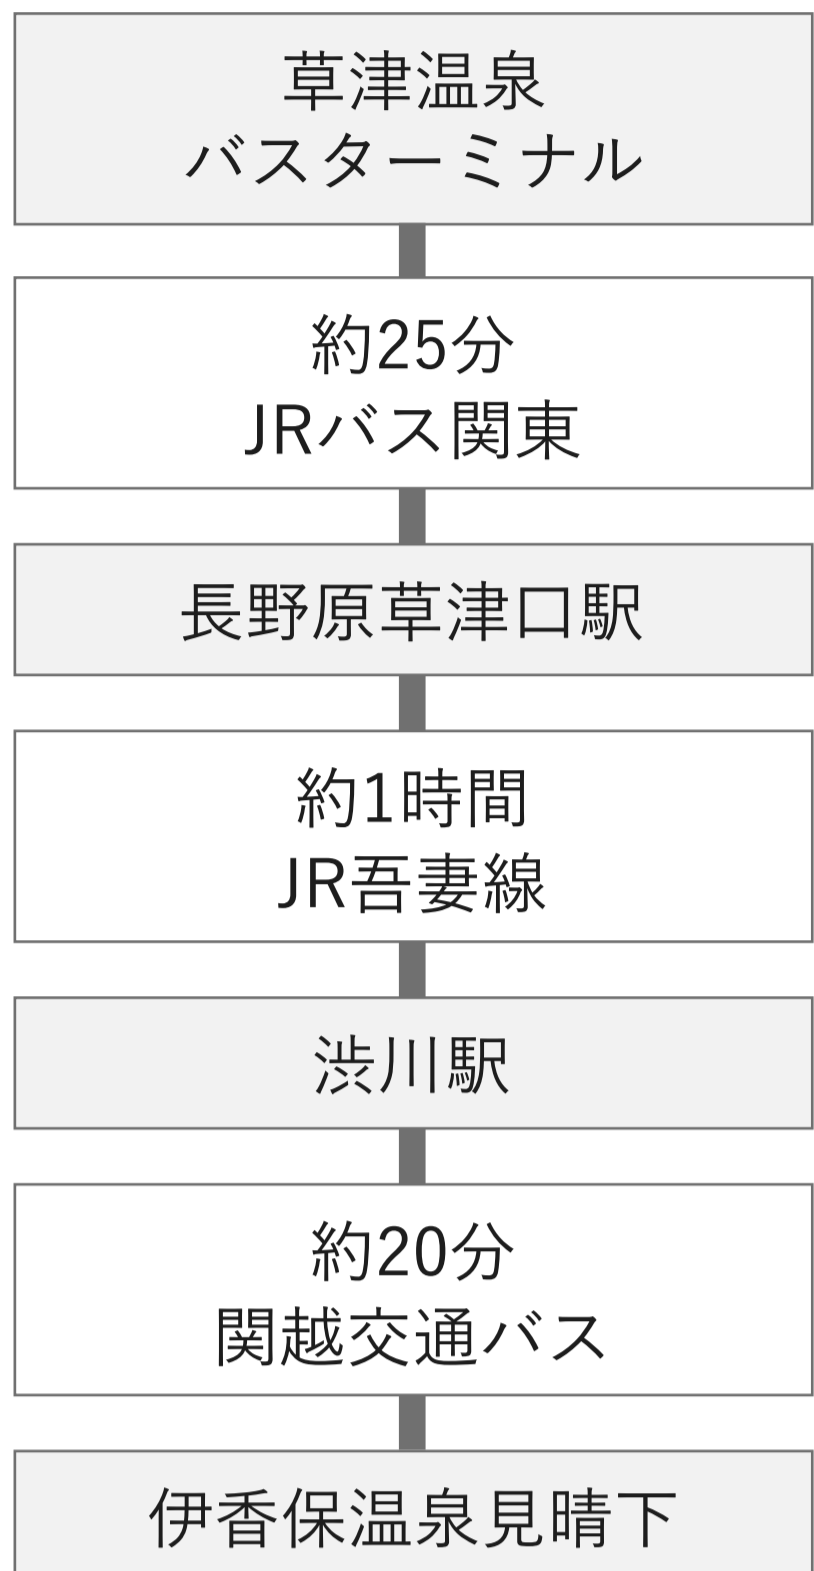 草津温泉
バスターミナル
約25分
JRバス関東
長野原草津口駅
約1時間
JR吾妻線
渋川駅
約20分
関越交通バス
伊香保温泉見晴下